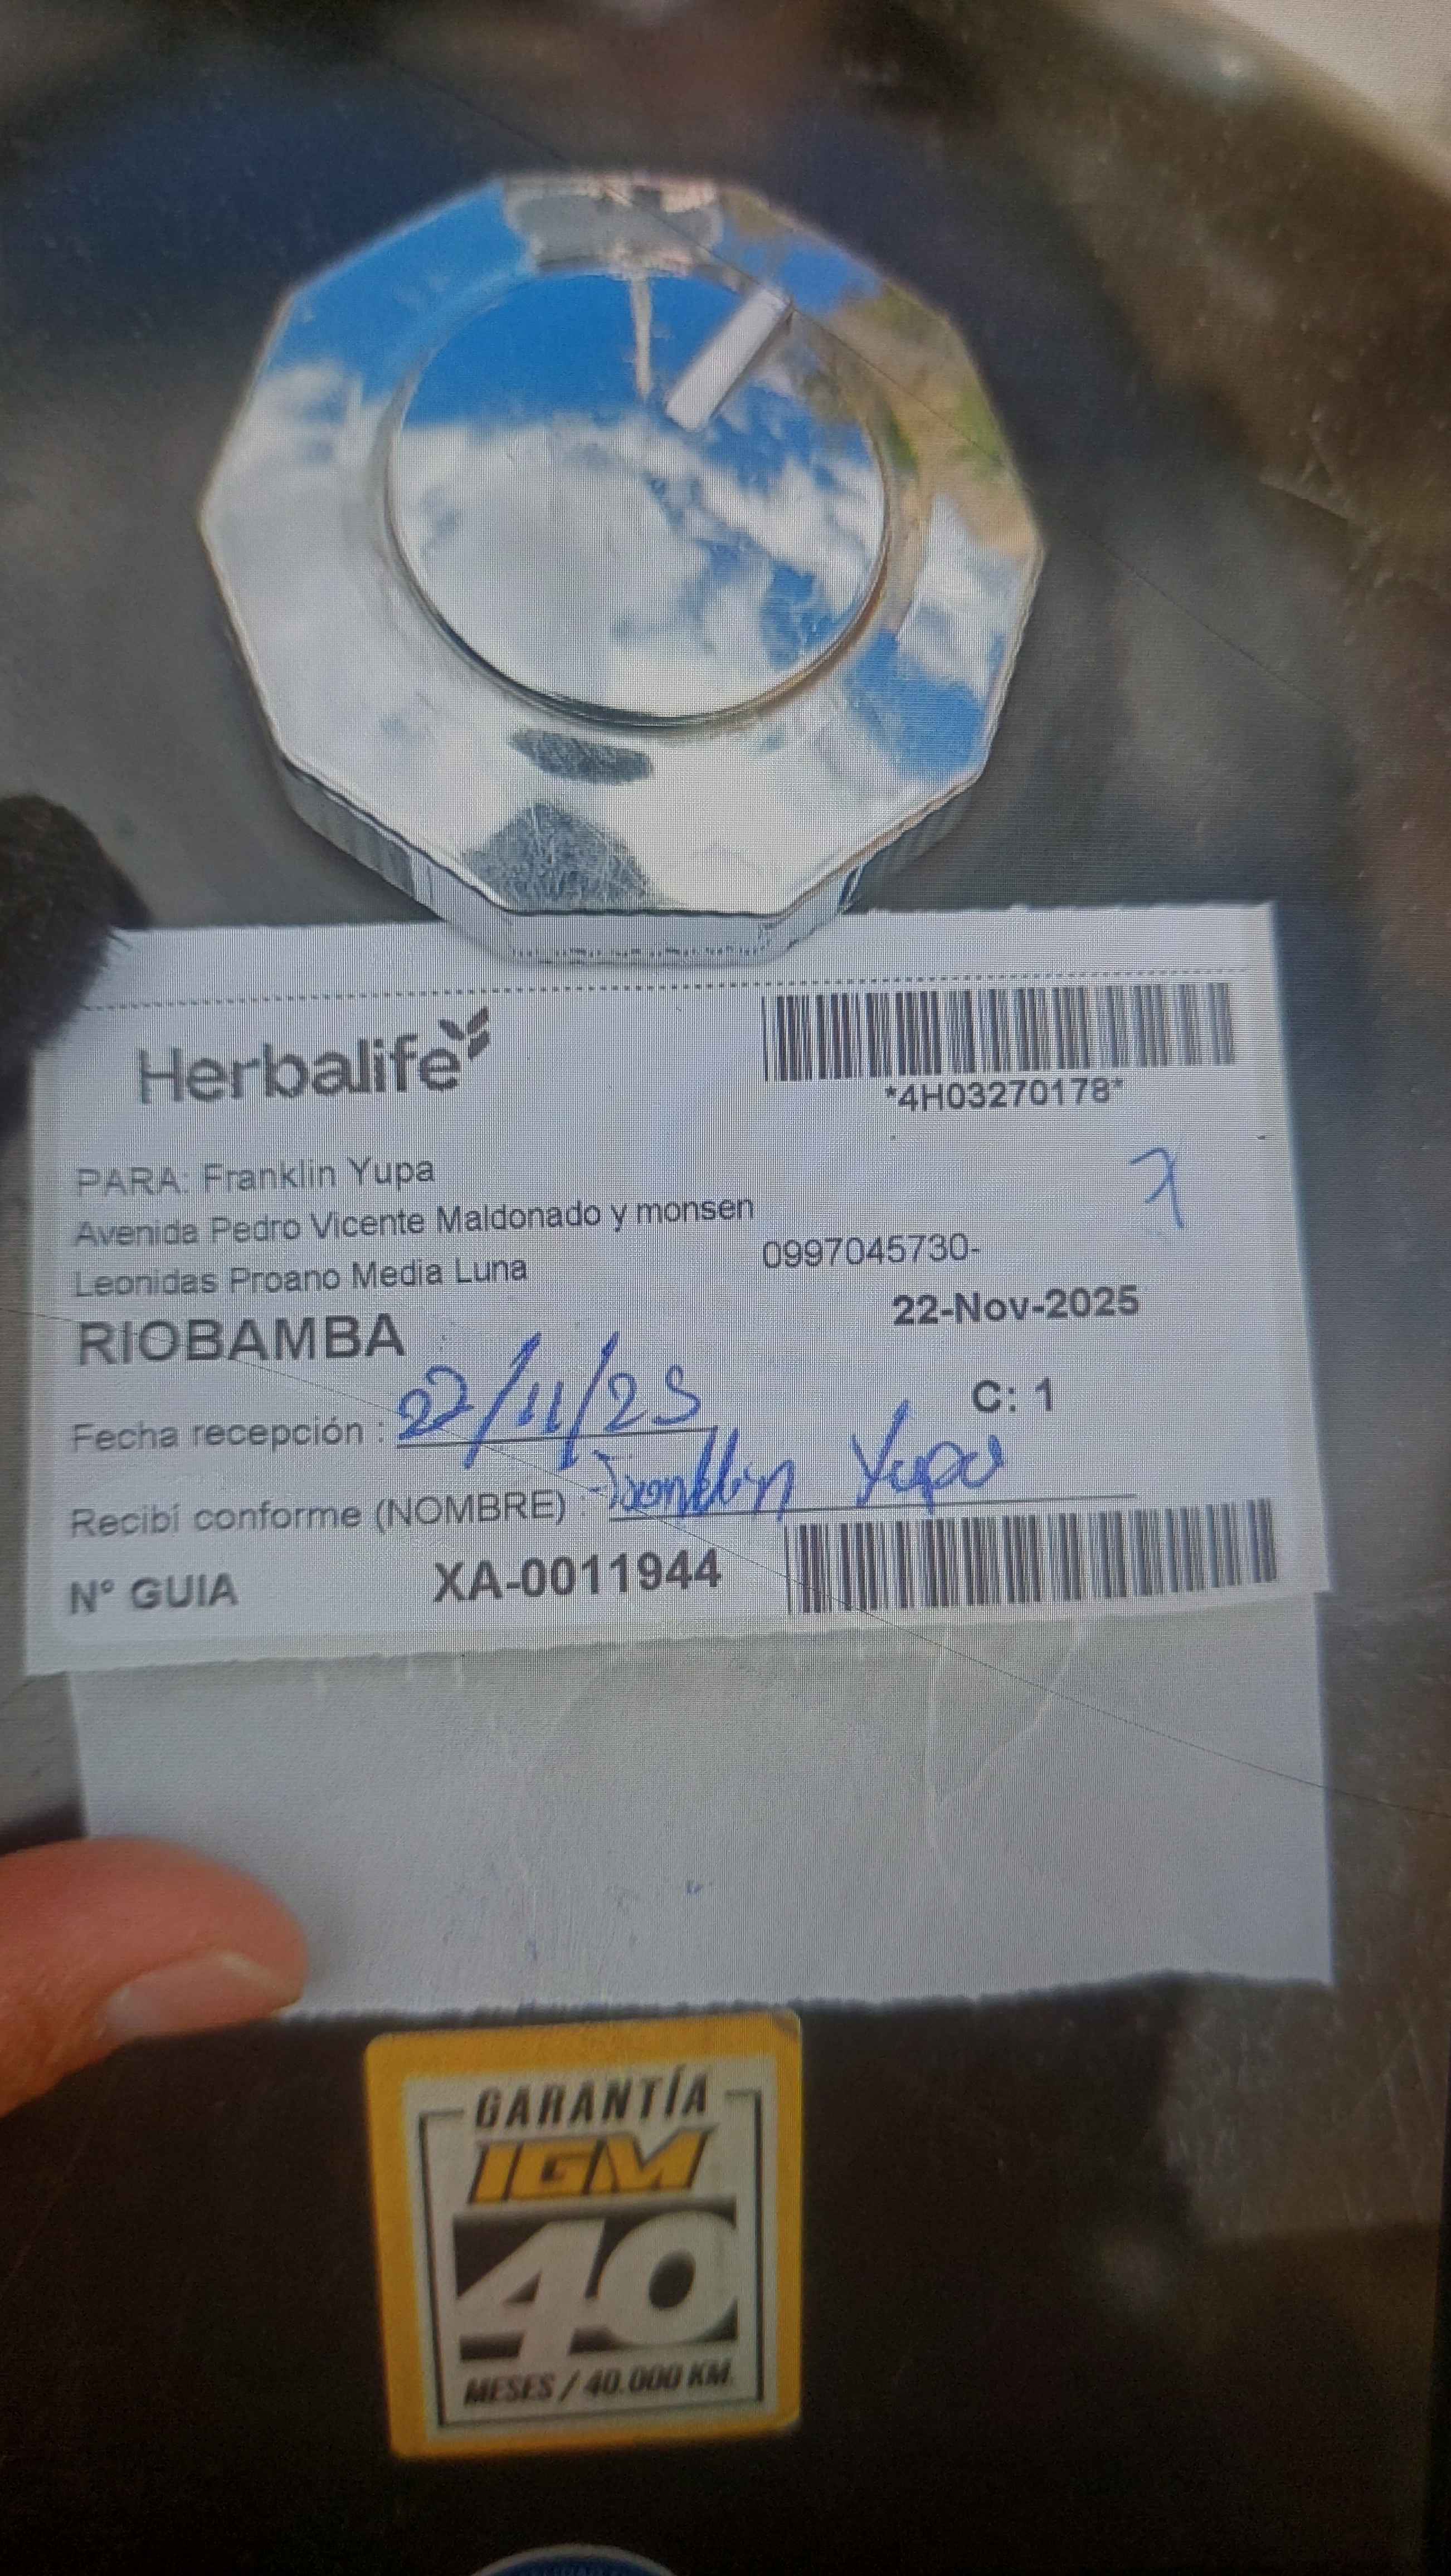 Herbalife
*4H03270178*
PARA: Franklin Yupa
Avenida Pedro Vicente Maldonado y monsen
Leonidas Proano Media Luna
0997045730-
RIOBAMBA
22-Nov-2025
C: 1
Fecha recepción : 27/11/25
Recibí conforme (NOMBRE) : Franklin Yupa
N° GUIA XA-0011944
GARANTÍA
IGM
40
MESES / 40.000 KM.